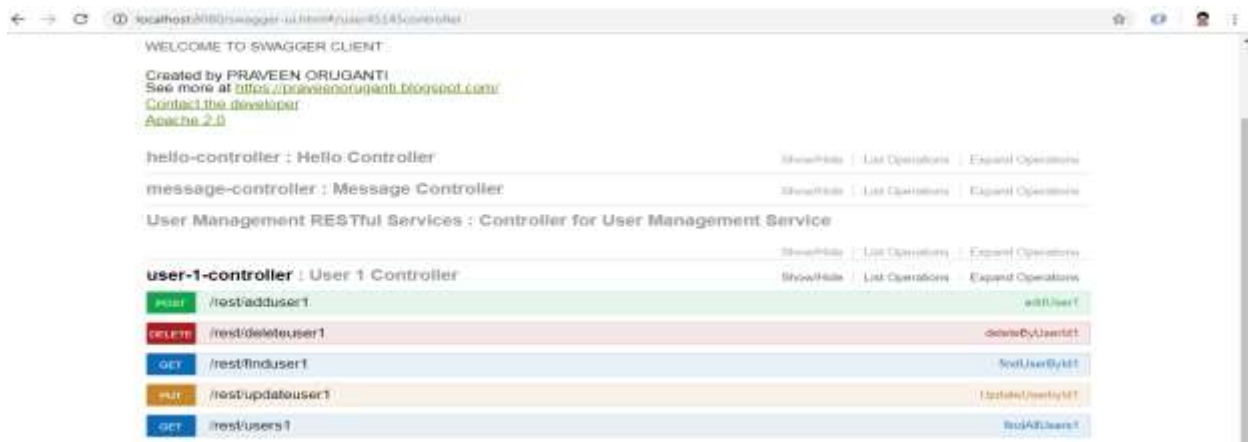 localhost:8080/swagger-ui.html#/user45145controller
WELCOME TO SWAGGER CLIENT
Created by PRAVEEN ORUGANTI
See more at https://praveenoruganti.blogspot.com/
Contact the developer
Apache 2.0
hello-controller : Hello Controller Show/Hide | List Operations | Expand Operations
message-controller : Message Controller Show/Hide | List Operations | Expand Operations
User Management RESTful Services : Controller for User Management Service
Show/Hide | List Operations | Expand Operations
user-1-controller : User 1 Controller Show/Hide | List Operations | Expand Operations
POST /rest/adduser1 addUser1
DELETE /rest/deleteuser1 deleteByUserId1
GET /rest/finduser1 findUserById1
PUT /rest/updateuser1 UpdateUserbyId1
GET /rest/users1 findAllUsers1